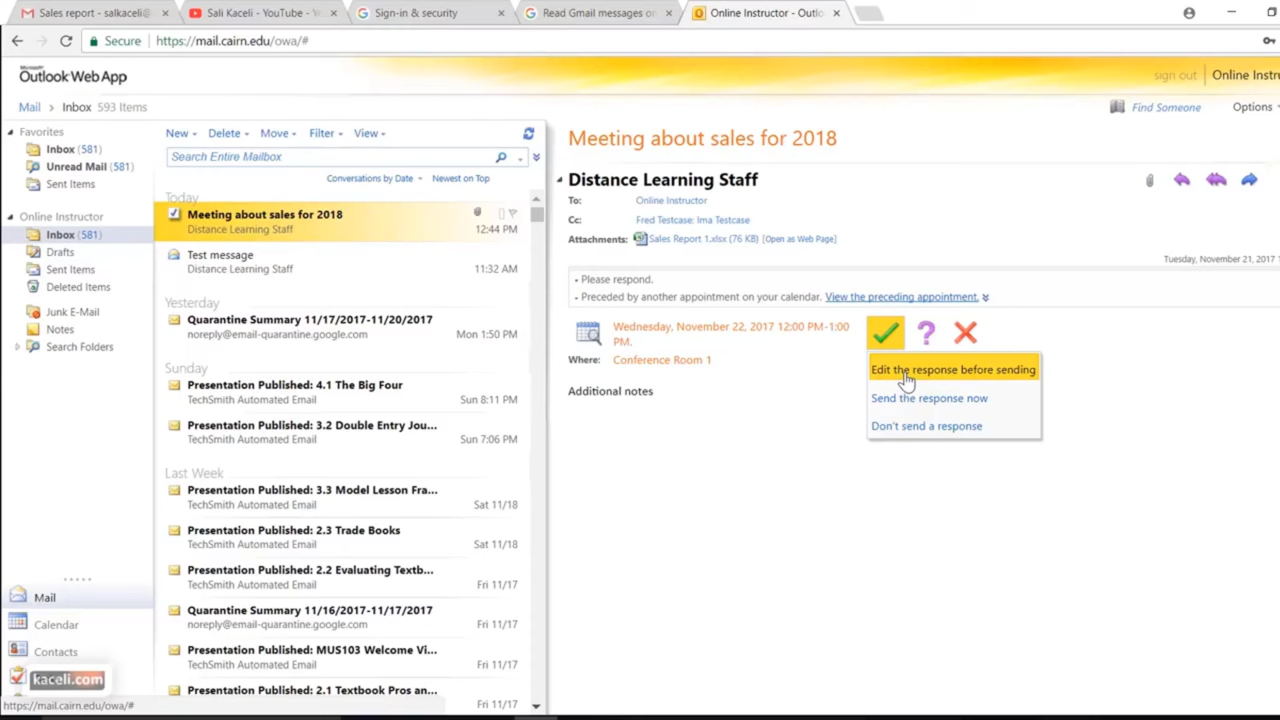 Sales report - salkaceli@
Sali Kaceli - YouTube - W
Sign-in & security
Read Gmail messages on
Online Instructor - Outlo
Secure https://mail.cairn.edu/owa/#
Microsoft
Outlook Web App
sign out
Online Instru
Mail > Inbox 593 Items
Find Someone
Options
Favorites
Inbox (581)
Unread Mail (581)
Sent Items
Online Instructor
Inbox (581)
Drafts
Sent Items
Deleted Items
Junk E-Mail
Notes
Search Folders
Mail
Calendar
Contacts
kaceli.com
https://mail.cairn.edu/owa/#
New Delete Move Filter View
Search Entire Mailbox
Conversations by Date Newest on Top
Today
Meeting about sales for 2018
Distance Learning Staff 12:44 PM
Test message
Distance Learning Staff 11:32 AM
Yesterday
Quarantine Summary 11/17/2017-11/20/2017
noreply@email-quarantine.google.com Mon 1:50 PM
Sunday
Presentation Published: 4.1 The Big Four
TechSmith Automated Email Sun 8:11 PM
Presentation Published: 3.2 Double Entry Jou...
TechSmith Automated Email Sun 7:06 PM
Last Week
Presentation Published: 3.3 Model Lesson Fra...
TechSmith Automated Email Sat 11/18
Presentation Published: 2.3 Trade Books
TechSmith Automated Email Sat 11/18
Presentation Published: 2.2 Evaluating Textb...
TechSmith Automated Email Fri 11/17
Quarantine Summary 11/16/2017-11/17/2017
noreply@email-quarantine.google.com Fri 11/17
Presentation Published: MUS103 Welcome Vi...
TechSmith Automated Email Fri 11/17
Presentation Published: 2.1 Textbook Pros an...
Fri 11/17
Meeting about sales for 2018
Distance Learning Staff
To: Online Instructor
Cc: Fred Testcase; Ima Testcase
Attachments: Sales Report 1.xlsx (76 KB) [Open as Web Page]
Tuesday, November 21, 2017 1
• Please respond.
• Preceded by another appointment on your calendar. View the preceding appointment.
Wednesday, November 22, 2017 12:00 PM-1:00
PM.
Where: Conference Room 1
Edit the response before sending
Send the response now
Don't send a response
Additional notes